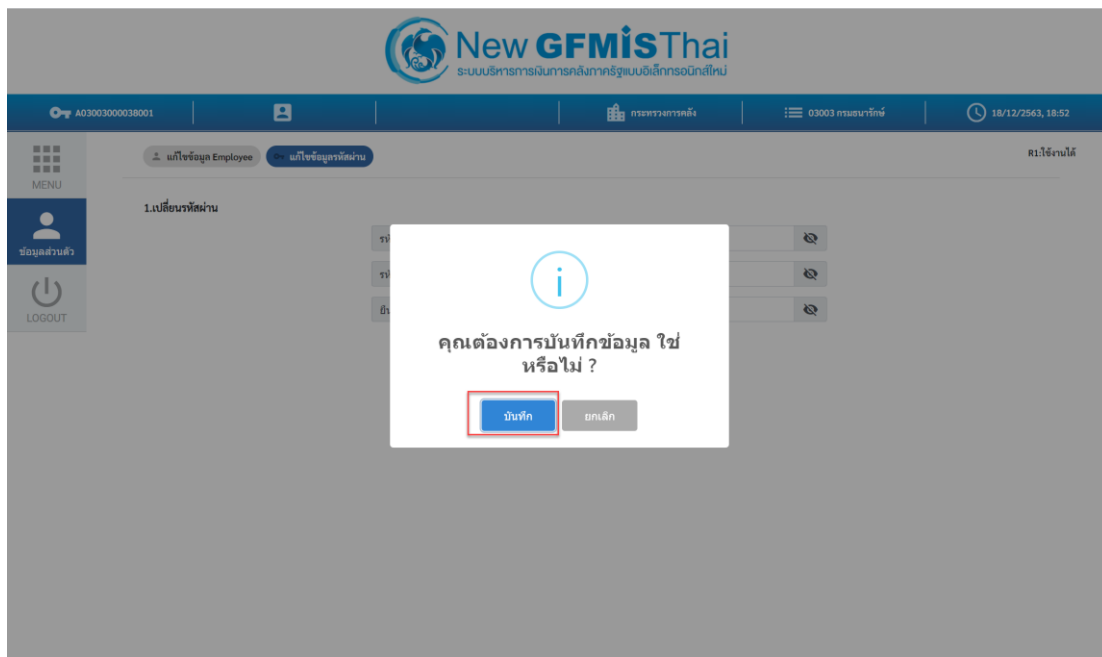 New GFMIS Thai
ระบบบริหารการเงินการคลังภาครัฐแบบอิเล็กทรอนิกส์ใหม่
A03003000038001
กระทรวงการคลัง
03003 กรมธนารักษ์
18/12/2563, 18:52
MENU
แก้ไขข้อมูล Employee
แก้ไขข้อมูลรหัสผ่าน
R1:ใช้งานได้
ข้อมูลส่วนตัว
1.เปลี่ยนรหัสผ่าน
LOGOUT
i
คุณต้องการบันทึกข้อมูล ใช่
หรือไม่ ?
บันทึก
ยกเลิก